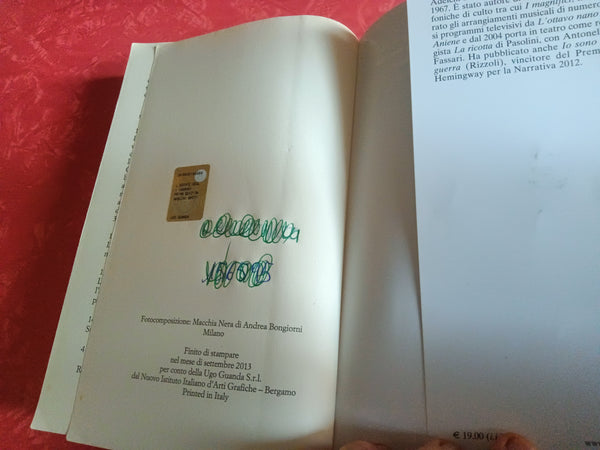 Fotocomposizione: Macchia Nera di Andrea Bongiorni
Milano
Finito di stampare
nel mese di settembre 2013
per conto della Ugo Guanda S.r.l.
dal Nuovo Istituto Italiano d'Arti Grafiche – Bergamo
Printed in Italy
1967. È stato autore di
foniche di culto tra cui I magnifici
rato gli arrangiamenti musicali di numero
si programmi televisivi da L'ottavo nano
Aniene e dal 2004 porta in teatro come re
gista La ricotta di Pasolini, con Antonel
Fassari. Ha pubblicato anche Io sono
guerra (Rizzoli), vincitore del Prem
Hemingway per la Narrativa 2012.
€ 19.00 (i.i
www.